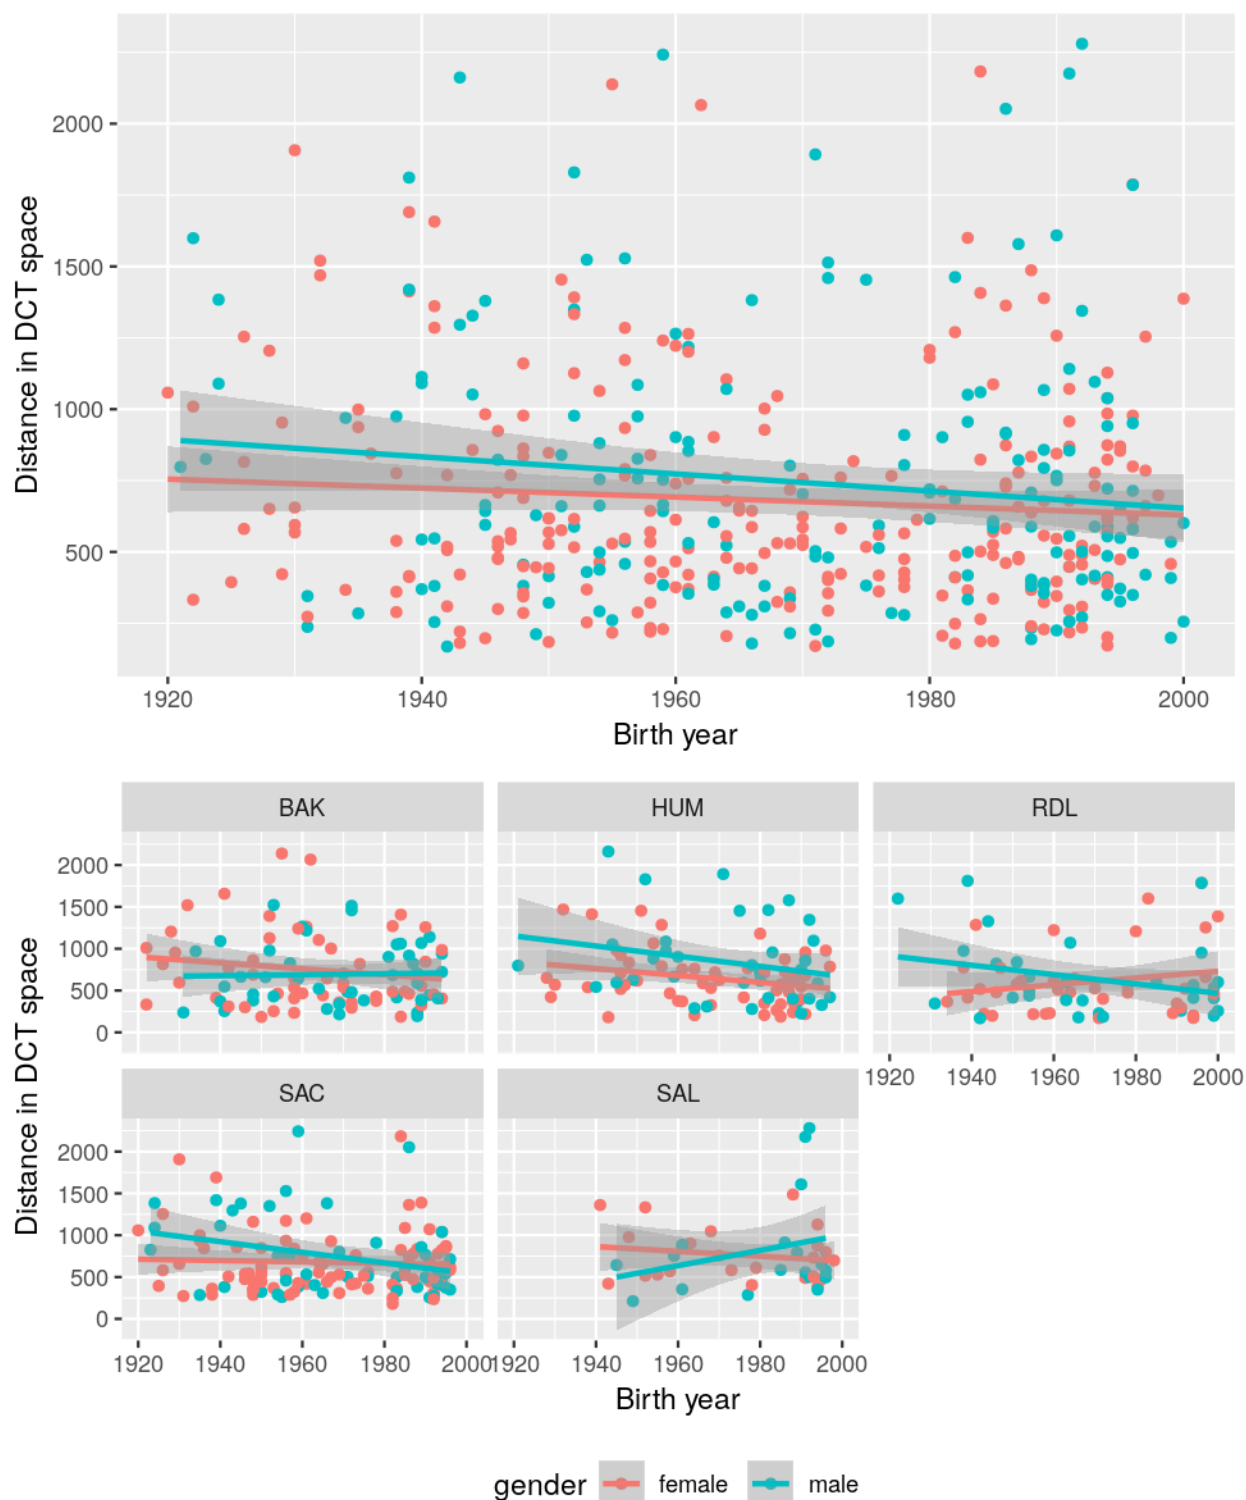 2000
1500
1000
500
Distance in DCT space
1920 1940 1960 1980 2000
Birth year
BAK HUM RDL
2000
1500
1000
500
0
1920 1940 1960 1980 2000
SAC SAL
2000
1500
1000
500
0
Distance in DCT space
1920 1940 1960 1980 2000 1920 1940 1960 1980 2000
Birth year
gender female male